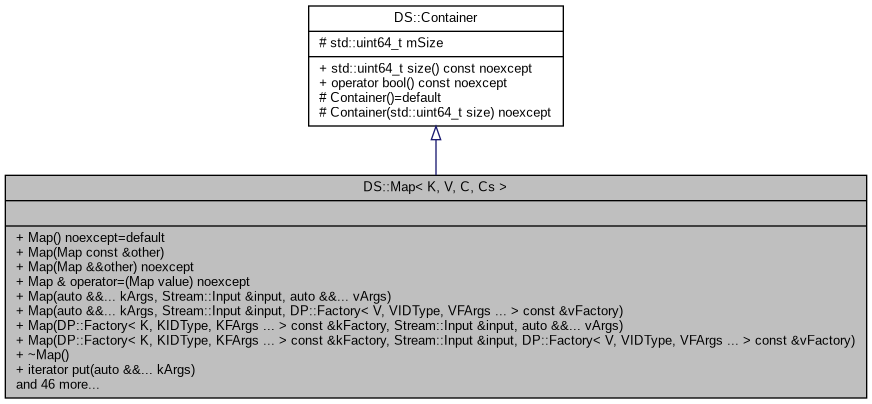 DS::Container
# std::uint64_t mSize
+ std::uint64_t size() const noexcept
+ operator bool() const noexcept
# Container()=default
# Container(std::uint64_t size) noexcept
DS::Map< K, V, C, Cs >
+ Map() noexcept=default
+ Map(Map const &other)
+ Map(Map &&other) noexcept
+ Map & operator=(Map value) noexcept
+ Map(auto &&... kArgs, Stream::Input &input, auto &&... vArgs)
+ Map(auto &&... kArgs, Stream::Input &input, DP::Factory< V, VIDType, VFArgs ... > const &vFactory)
+ Map(DP::Factory< K, KIDType, KFArgs ... > const &kFactory, Stream::Input &input, auto &&... vArgs)
+ Map(DP::Factory< K, KIDType, KFArgs ... > const &kFactory, Stream::Input &input, DP::Factory< V, VIDType, VFArgs ... > const &vFactory)
+ ~Map()
+ iterator put(auto &&... kArgs)
and 46 more...